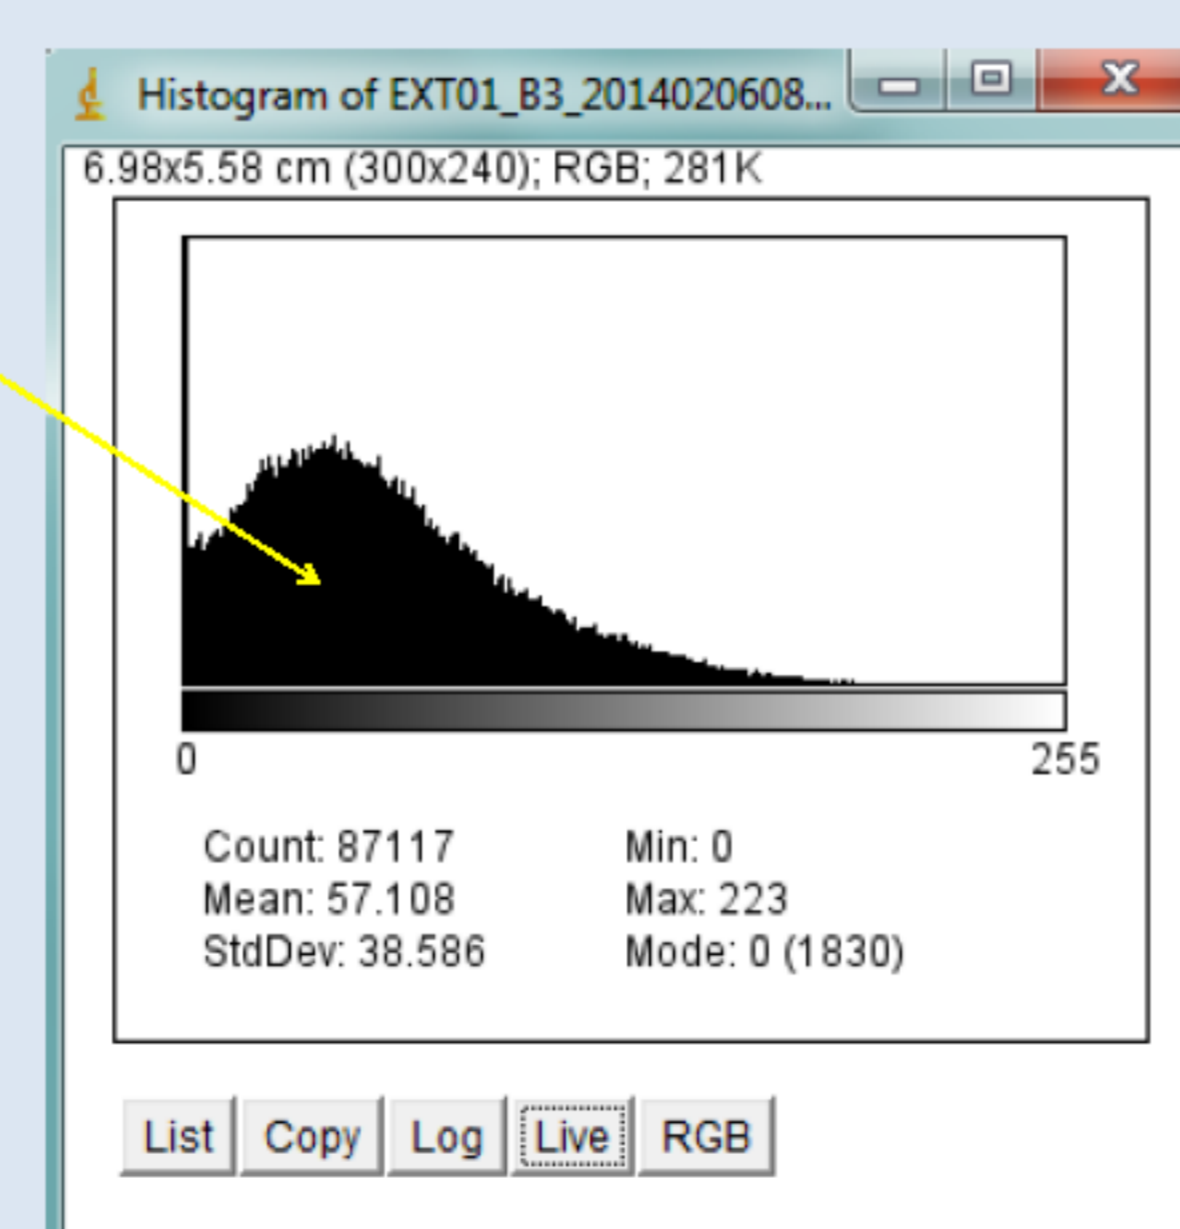 Histogram of EXT01_B3_2014020608...
6.98x5.58 cm (300x240); RGB; 281K
0 255
Count: 87117 Min: 0
Mean: 57.108 Max: 223
StdDev: 38.586 Mode: 0 (1830)
List Copy Log Live RGB